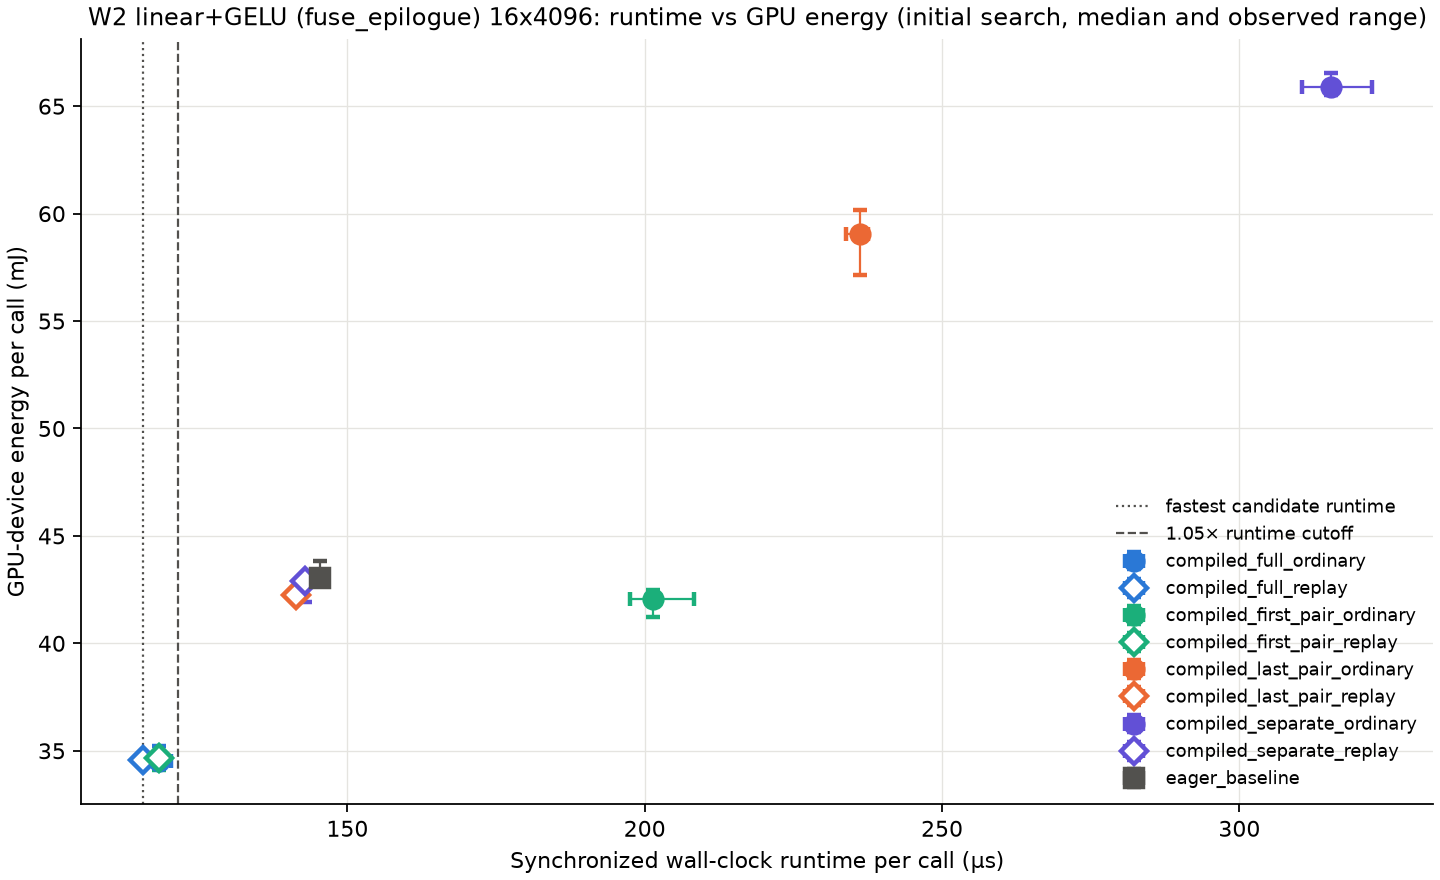 W2 linear+GELU (fuse_epilogue) 16x4096: runtime vs GPU energy (initial search, median and observed range)
GPU-device energy per call (mJ)
65
60
55
50
45
40
35
fastest candidate runtime
1.05× runtime cutoff
compiled_full_ordinary
compiled_full_replay
compiled_first_pair_ordinary
compiled_first_pair_replay
compiled_last_pair_ordinary
compiled_last_pair_replay
compiled_separate_ordinary
compiled_separate_replay
eager_baseline
150
200
250
300
Synchronized wall-clock runtime per call (µs)